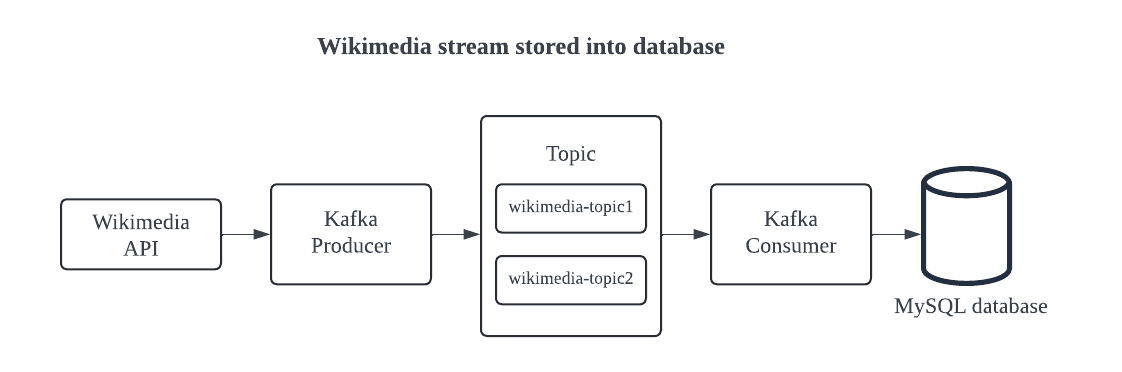 Wikimedia stream stored into database
Wikimedia
API
Kafka
Producer
Topic
wikimedia-topic1
wikimedia-topic2
Kafka
Consumer
MySQL database